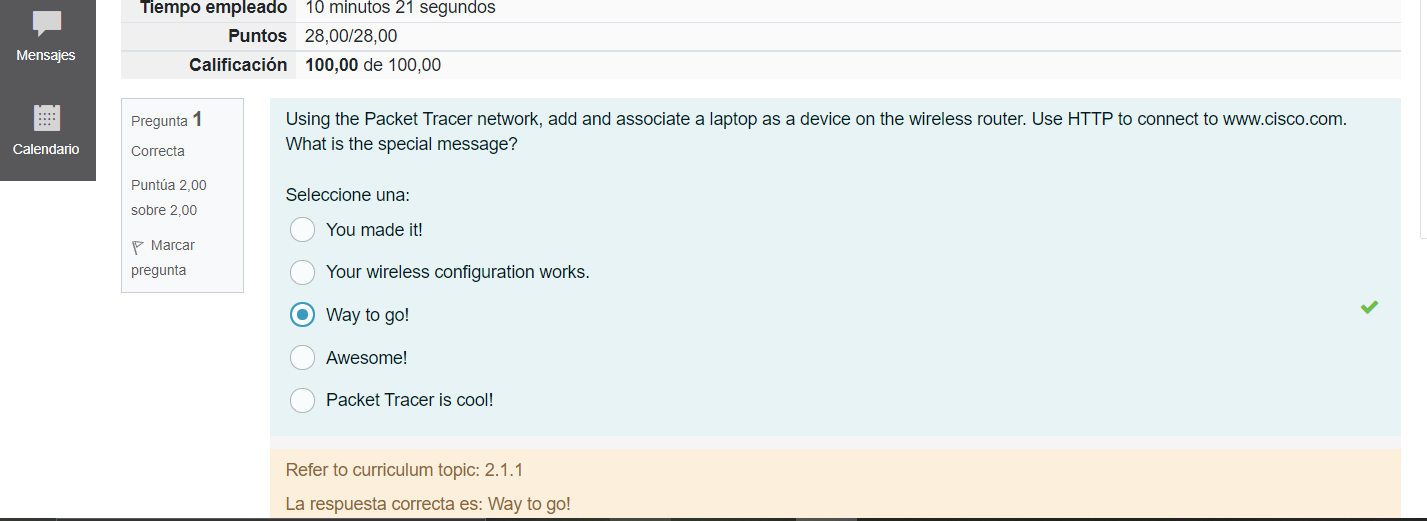 Tiempo empleado 10 minutos 21 segundos
Puntos 28,00/28,00
Calificación 100,00 de 100,00
Mensajes
Calendario
Pregunta 1
Correcta
Puntúa 2,00
sobre 2,00
Marcar
pregunta
Using the Packet Tracer network, add and associate a laptop as a device on the wireless router. Use HTTP to connect to www.cisco.com.
What is the special message?
Seleccione una:
You made it!
Your wireless configuration works.
Way to go!
Awesome!
Packet Tracer is cool!
Refer to curriculum topic: 2.1.1
La respuesta correcta es: Way to go!